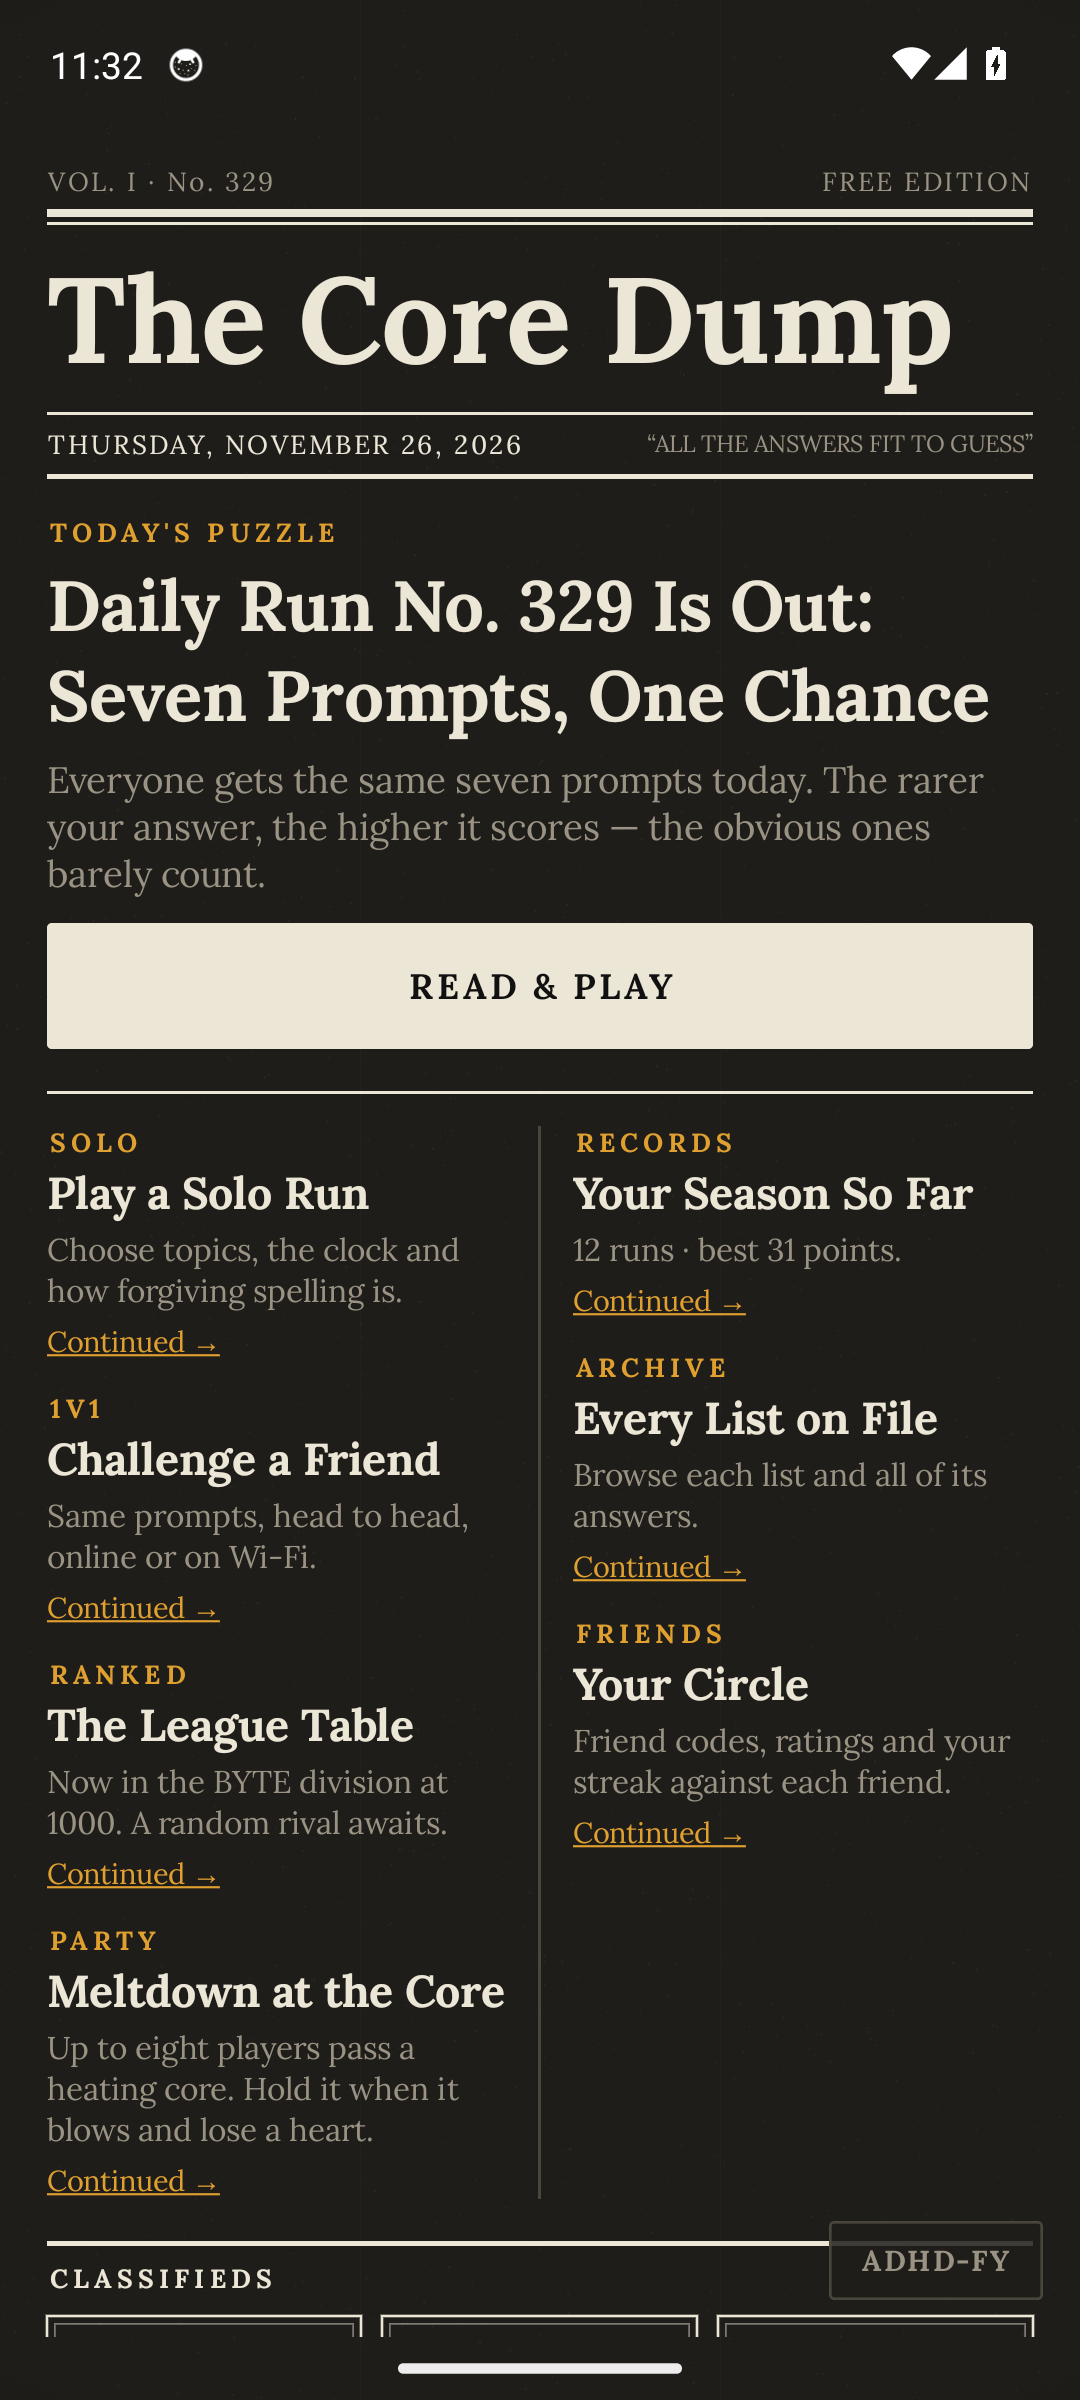 11:32
VOL. I · No. 329
FREE EDITION
The Core Dump
THURSDAY, NOVEMBER 26, 2026
“ALL THE ANSWERS FIT TO GUESS”
TODAY'S PUZZLE
Daily Run No. 329 Is Out:
Seven Prompts, One Chance
Everyone gets the same seven prompts today. The rarer
your answer, the higher it scores — the obvious ones
barely count.
READ & PLAY
SOLO
Play a Solo Run
Choose topics, the clock and
how forgiving spelling is.
Continued →
1V1
Challenge a Friend
Same prompts, head to head,
online or on Wi-Fi.
Continued →
RANKED
The League Table
Now in the BYTE division at
1000. A random rival awaits.
Continued →
PARTY
Meltdown at the Core
Up to eight players pass a
heating core. Hold it when it
blows and lose a heart.
Continued →
RECORDS
Your Season So Far
12 runs · best 31 points.
Continued →
ARCHIVE
Every List on File
Browse each list and all of its
answers.
Continued →
FRIENDS
Your Circle
Friend codes, ratings and your
streak against each friend.
Continued →
ADHD-FY
CLASSIFIEDS